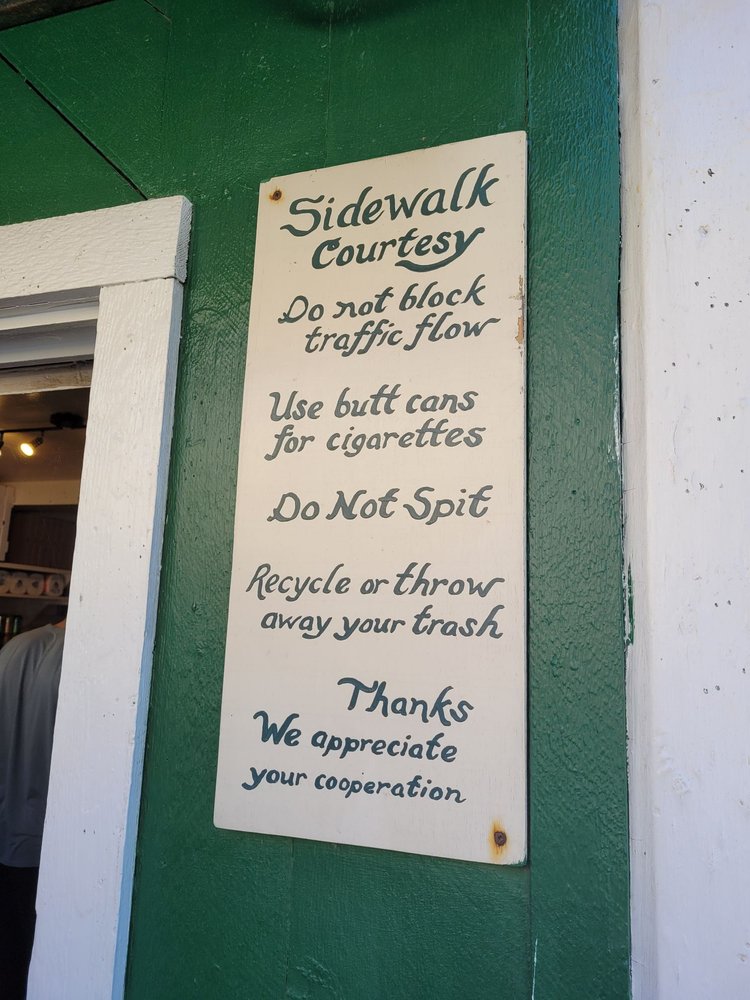 Sidewalk
Courtesy
Do not block
traffic flow
Use butt cans
for cigarettes
Do Not Spit
Recycle or throw
away your trash
Thanks
We appreciate
your cooperation